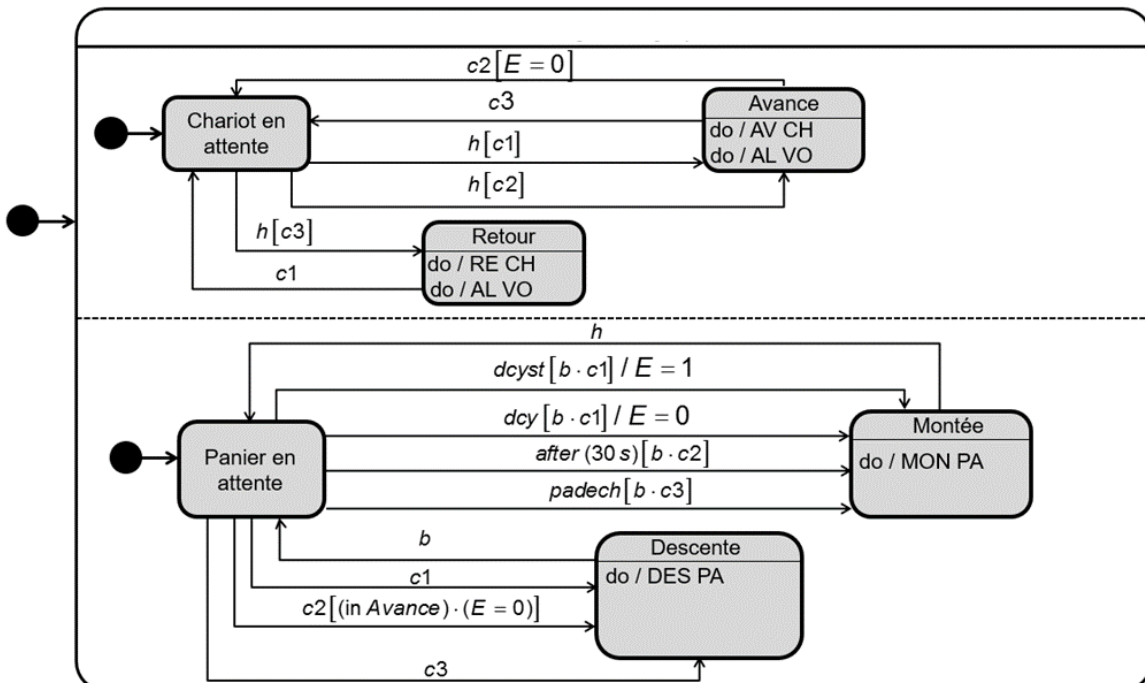 c2[E = 0]
c3
Chariot en
attente
Avance
do / AV CH
do / AL VO
h[c1]
h[c2]
h[c3]
Retour
do / RE CH
do / AL VO
c1
h
dcyst[b · c1] / E = 1
dcy[b · c1] / E = 0
Panier en
attente
after (30 s)[b · c2]
Montée
do / MON PA
padech[b · c3]
b
Descente
do / DES PA
c1
c2[(in Avance) · (E = 0)]
c3